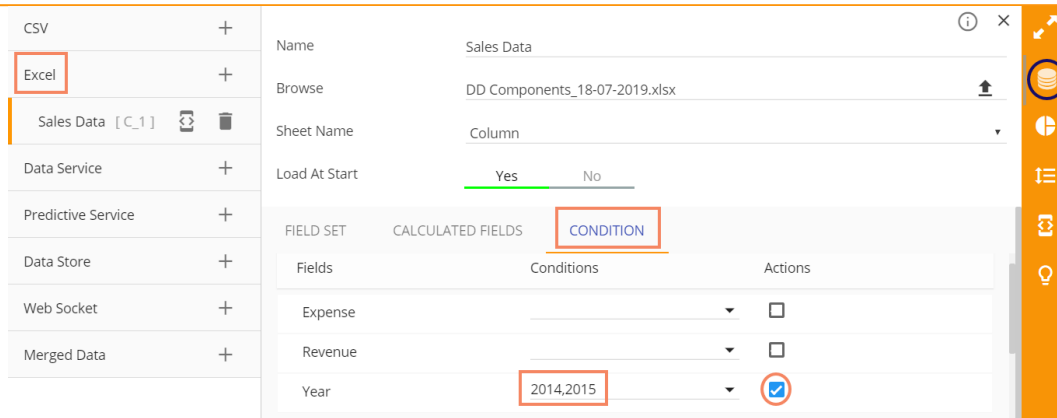 CSV
Excel
Sales Data [ C_1 ]
Data Service
Predictive Service
Data Store
Web Socket
Merged Data
Name Sales Data
Browse DD Components_18-07-2019.xlsx
Sheet Name Column
Load At Start Yes No
FIELD SET CALCULATED FIELDS CONDITION
Fields Conditions Actions
Expense
Revenue
Year 2014,2015